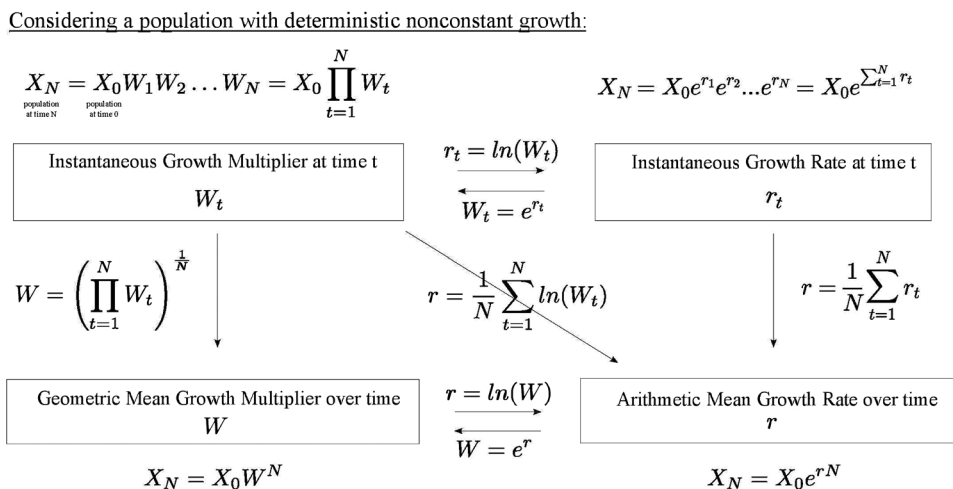 Considering a population with deterministic nonconstant growth:
X_N = X_0 W_1 W_2 … W_N = X_0 ∏_{t=1}^{N} W_t
population at time N
population at time 0
X_N = X_0 e^{r_1} e^{r_2} ... e^{r_N} = X_0 e^{∑_{t=1}^{N} r_t}
Instantaneous Growth Multiplier at time t
W_t
r_t = ln(W_t)
W_t = e^{r_t}
Instantaneous Growth Rate at time t
r_t
W = (∏_{t=1}^{N} W_t)^{1/N}
r = 1/N ∑_{t=1}^{N} ln(W_t)
r = 1/N ∑_{t=1}^{N} r_t
Geometric Mean Growth Multiplier over time
W
r = ln(W)
W = e^r
Arithmetic Mean Growth Rate over time
r
X_N = X_0 W^N
X_N = X_0 e^{rN}